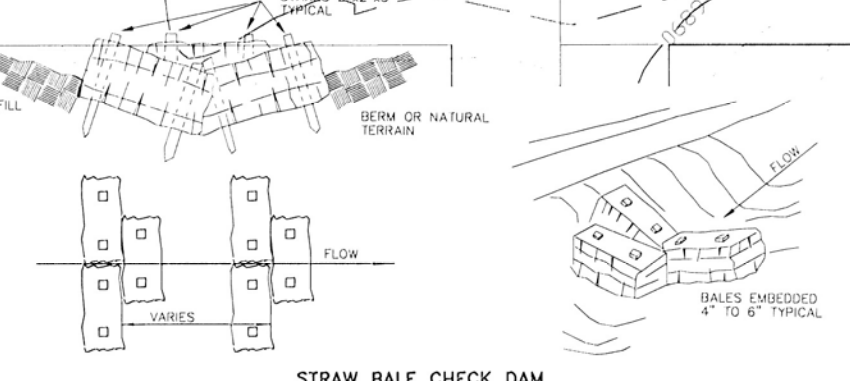 TYPICAL
0689
FILL
BERM OR NATURAL
TERRAIN
FLOW
FLOW
VARIES
BALES EMBEDDED
4" TO 6" TYPICAL
STRAW BALE CHECK DAM